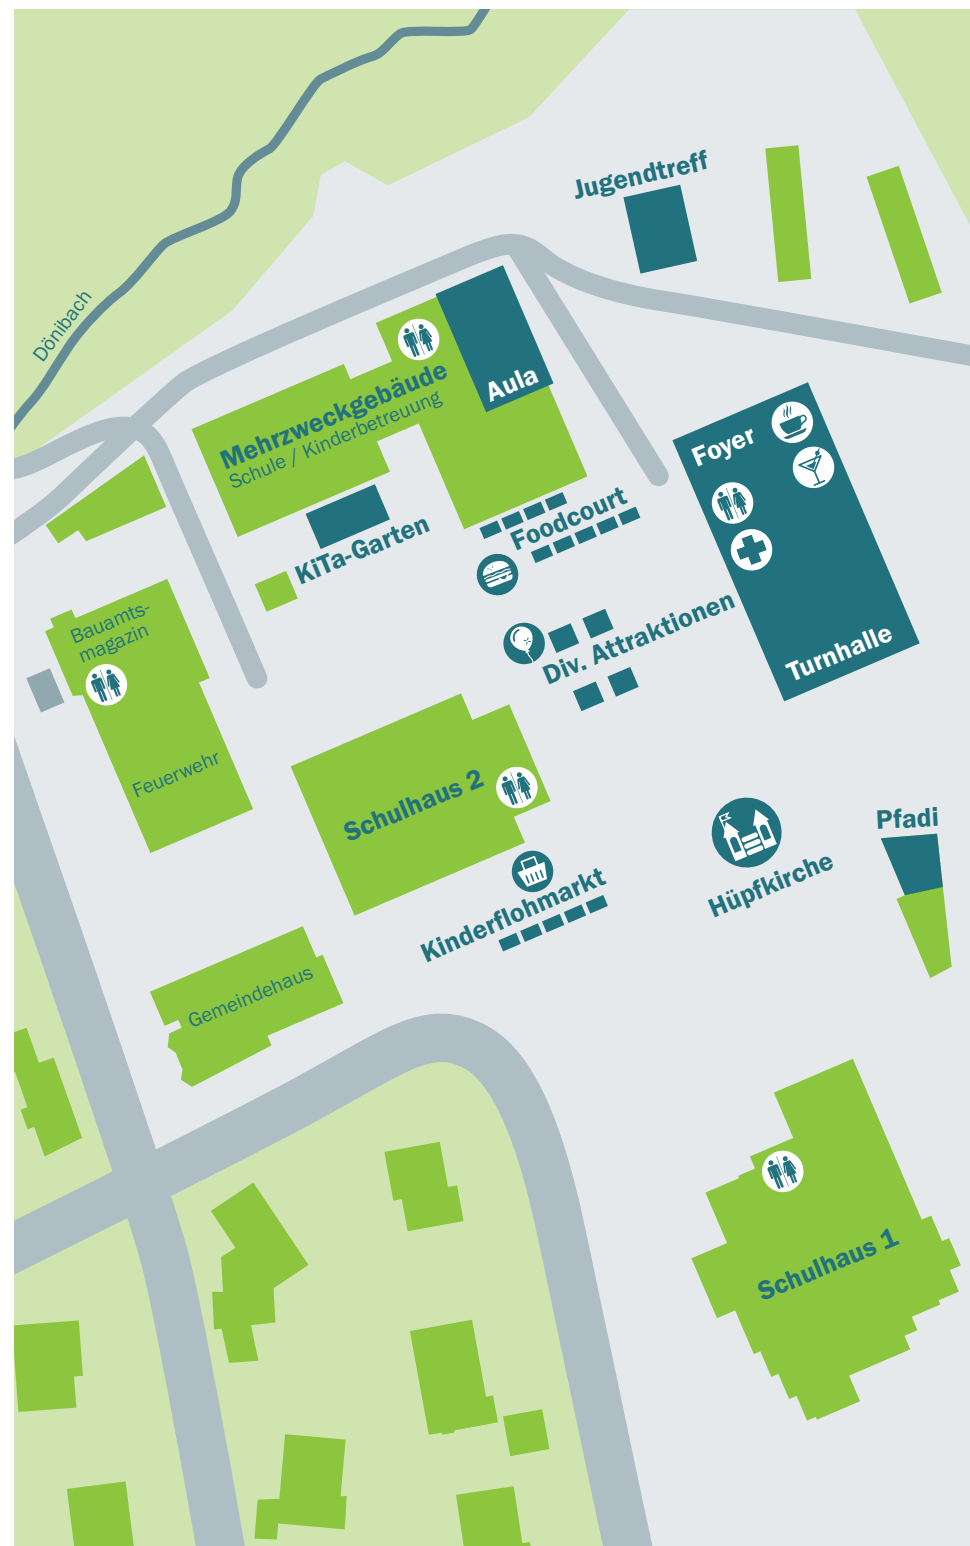 Jugendtreff
Dönibach
Aula
Mehrzweckgebäude
Schule / Kinderbetreuung
Foyer
Foodcourt
KiTa-Garten
Bauamts-
magazin
Div. Attraktionen
Turnhalle
Feuerwehr
Schulhaus 2
Pfadi
Hüpfkirche
Kinderflohmarkt
Gemeindehaus
Schulhaus 1